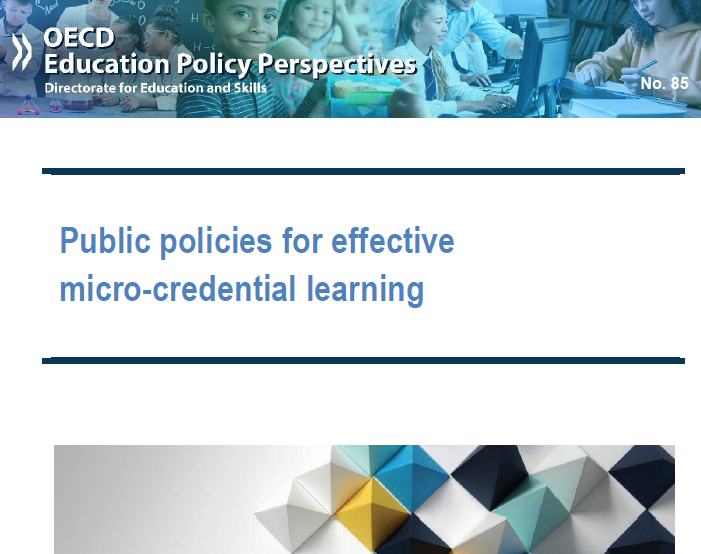 OECD
Education Policy Perspectives
Directorate for Education and Skills
No. 85
Public policies for effective
micro-credential learning